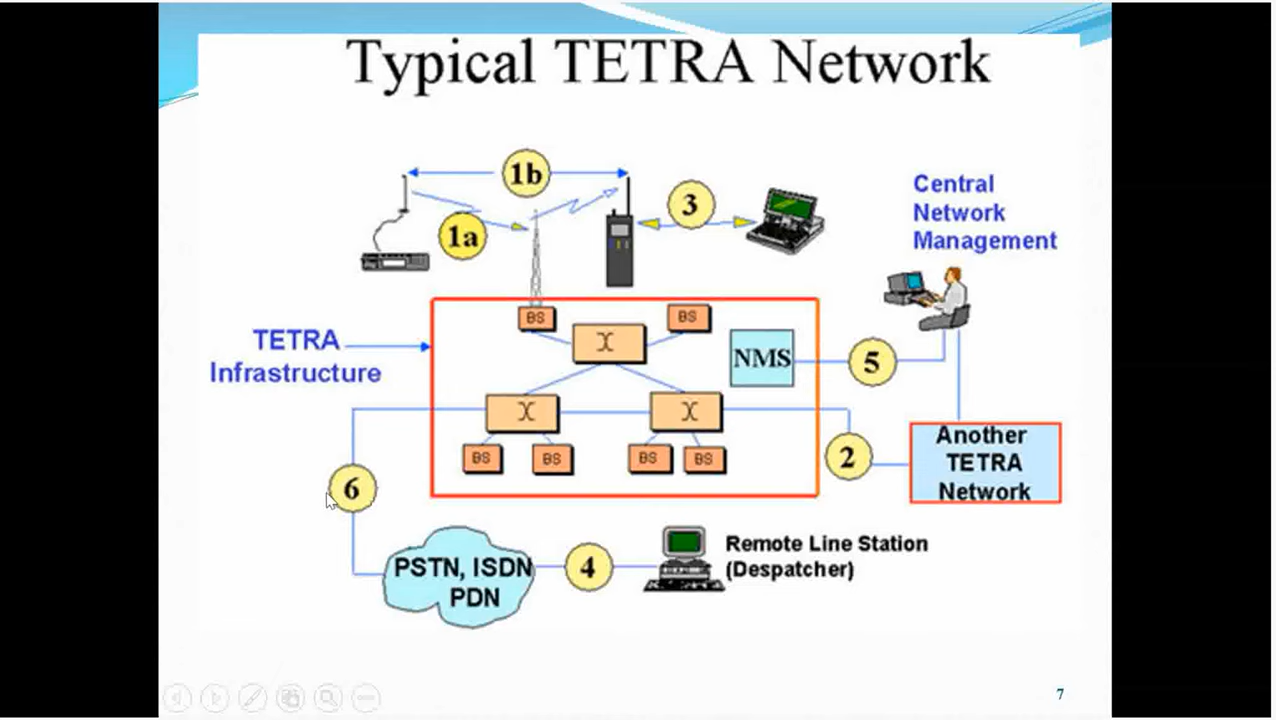 Typical TETRA Network
1b
3
1a
Central
Network
Management
BS
BS
TETRA
Infrastructure
X
NMS
5
X
X
BS
BS
BS
BS
2
Another
TETRA
Network
6
PSTN, ISDN
PDN
4
Remote Line Station
(Despatcher)
7